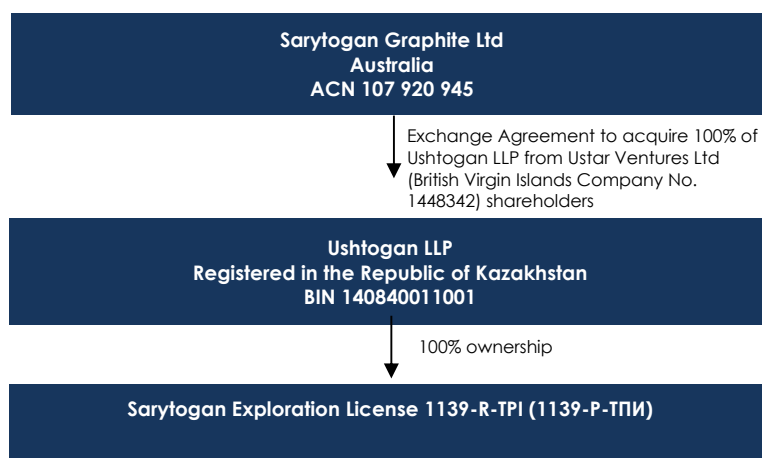 Sarytogan Graphite Ltd
Australia
ACN 107 920 945
Exchange Agreement to acquire 100% of
Ushtogan LLP from Ustar Ventures Ltd
(British Virgin Islands Company No.
1448342) shareholders
Ushtogan LLP
Registered in the Republic of Kazakhstan
BIN 140840011001
100% ownership
Sarytogan Exploration License 1139-R-TPI (1139-Р-ТПИ)